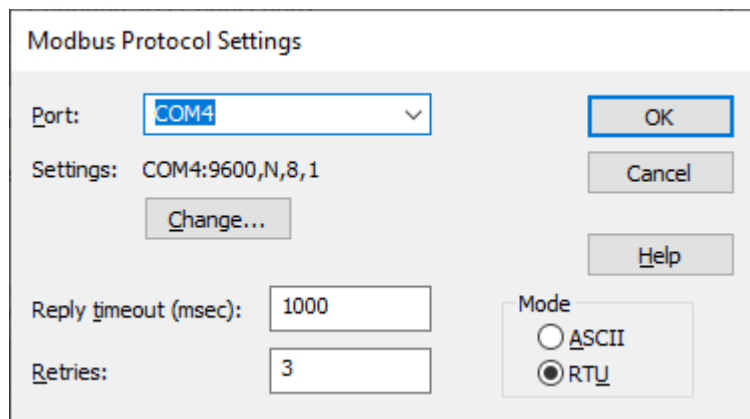 Modbus Protocol Settings
Port: COM4
OK
Settings: COM4:9600,N,8,1
Cancel
Change...
Help
Reply timeout (msec): 1000
Mode
ASCII
Retries: 3
RTU